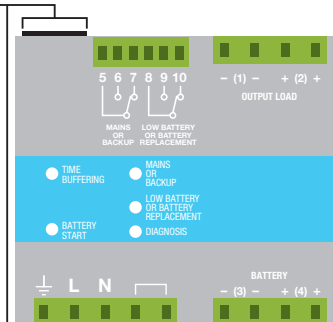 5 6 7 8 9 10
– (1) – + (2) +
OUTPUT LOAD
MAINS
OR
BACKUP
LOW BATTERY
OR BATTERY
REPLACEMENT
TIME
BUFFERING
MAINS
OR
BACKUP
LOW BATTERY
OR BATTERY
REPLACEMENT
BATTERY
START
DIAGNOSIS
L N
BATTERY
– (3) – + (4) +